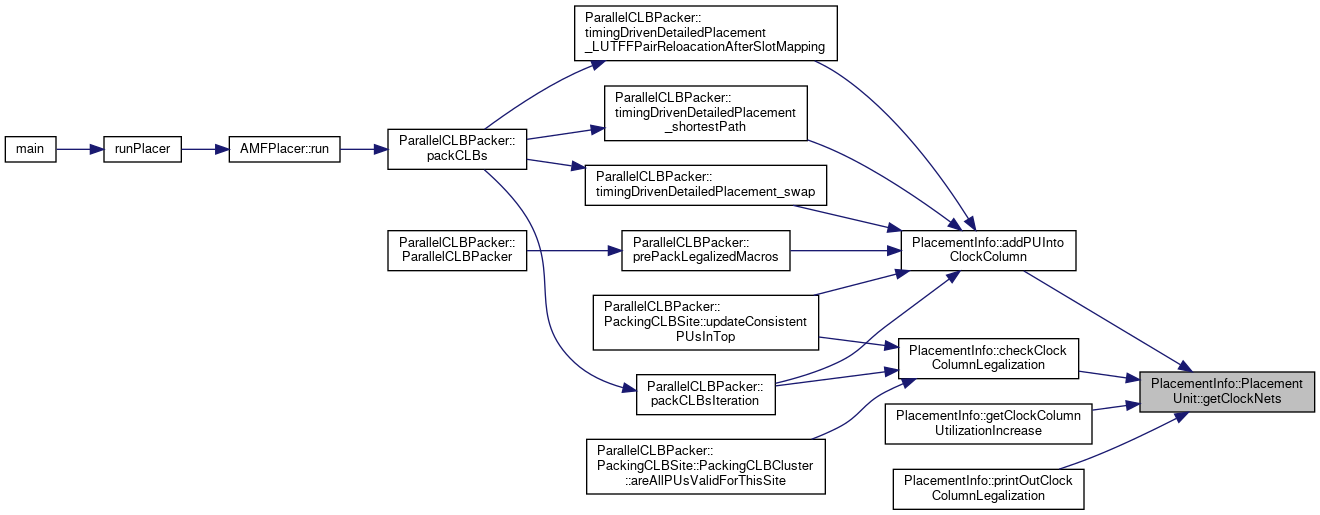 ParallelCLBPacker::
timingDrivenDetailedPlacement
_LUTFFPairReloacationAfterSlotMapping
ParallelCLBPacker::
timingDrivenDetailedPlacement
_shortestPath
main
runPlacer
AMFPlacer::run
ParallelCLBPacker::
packCLBs
ParallelCLBPacker::
timingDrivenDetailedPlacement_swap
ParallelCLBPacker::
ParallelCLBPacker
ParallelCLBPacker::
prePackLegalizedMacros
PlacementInfo::addPUInto
ClockColumn
ParallelCLBPacker::
PackingCLBSite::updateConsistent
PUsInTop
PlacementInfo::checkClock
ColumnLegalization
ParallelCLBPacker::
packCLBsIteration
PlacementInfo::Placement
Unit::getClockNets
PlacementInfo::getClockColumn
UtilizationIncrease
ParallelCLBPacker::
PackingCLBSite::PackingCLBCluster
::areAllPUsValidForThisSite
PlacementInfo::printOutClock
ColumnLegalization